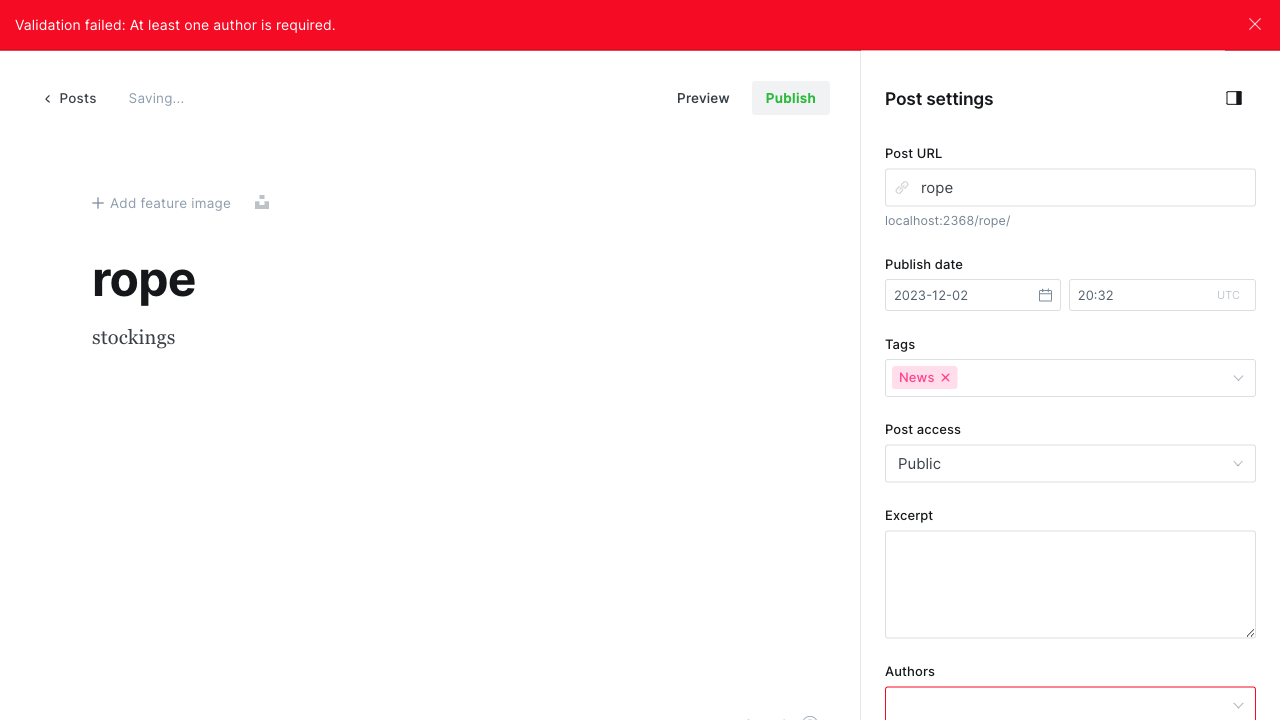 Validation failed: At least one author is required.
Posts
Saving...
Preview
Publish
Post settings
Post URL
rope
localhost:2368/rope/
Add feature image
rope
stockings
Publish date
2023-12-02
20:32
UTC
Tags
News
Post access
Public
Excerpt
Authors